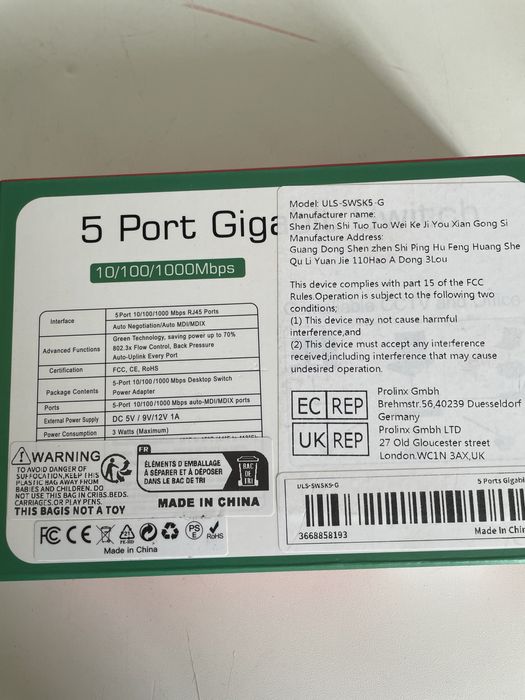 5 Port Giga
10/100/1000Mbps
Interface
5Port 10/100/1000 Mbps RJ45 Ports
Auto Negotiation/Auto MDI/MDIX
Advanced Functions
Green Technology, saving power up to 70%
802.3x Flow Control, Back Pressure
Auto-Uplink Every Port
Certification
FCC, CE, RoHS
Package Contents
5-Port 10/100/1000 Mbps Desktop Switch
Power Adapter
Ports
5-Port 10/100/1000 Mbps auto-MDI/MDIX ports
External Power Supply
DC 5V / 9V/12V 1A
Power Consumption
3 Watts (Maximum)
WARNING
TO AVOID DANGER OF
SUFFOCATION,KEEP THIS
PLASTIC BAG AWAY FROM
BABIES AND CHILDREN. DO
NOT USE THIS BAG IN CRIBS.BEDS.
CARRIAGES.OR PLAY PENS.
THIS BAGIS NOT A TOY
FR
ÉLÉMENTS D'EMBALLAGE
À SÉPARER ET À DÉPOSER
DANS LE BAC DE TRI
BAC
DE
TRI
MADE IN CHINA
FC CE
PS
E
RoHS
Made in China
Model: ULS-SWSK5-G
Manufacturer name:
Shen Zhen Shi Tuo Tuo Wei Ke Ji You Xian Gong Si
Manufacture Address:
Guang Dong Shen zhen Shi Ping Hu Feng Huang She
Qu Li Yuan Jie 110Hao A Dong 3Lou
This device complies with part 15 of the FCC
Rules.Operation is subject to the following two
conditions;
(1) This device may not cause harmful
interference,and
(2) This device must accept any interference
received,including interference that may cause
undesired operation.
EC REP
Prolinx Gmbh
Brehmstr.56,40239 Duesseldorf
Germany
UK REP
Prolinx Gmbh LTD
27 Old Gloucester street
London.WC1N 3AX,UK
ULS-SWSK5-G
5 Ports Gigabi
3668858193
Made in Chin